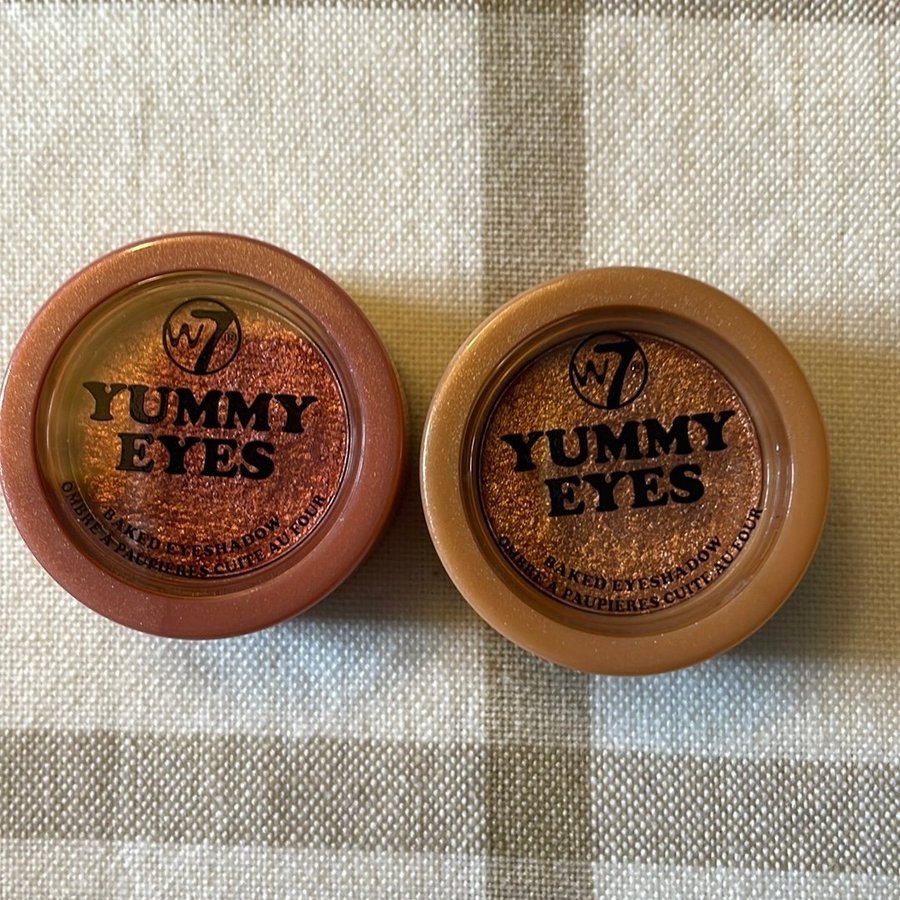 W7
YUMMY
EYES
BAKED EYESHADOW
OMBRE À PAUPIÈRES CUITE AU FOUR
W7
YUMMY
EYES
BAKED EYESHADOW
OMBRE À PAUPIÈRES CUITE AU FOUR